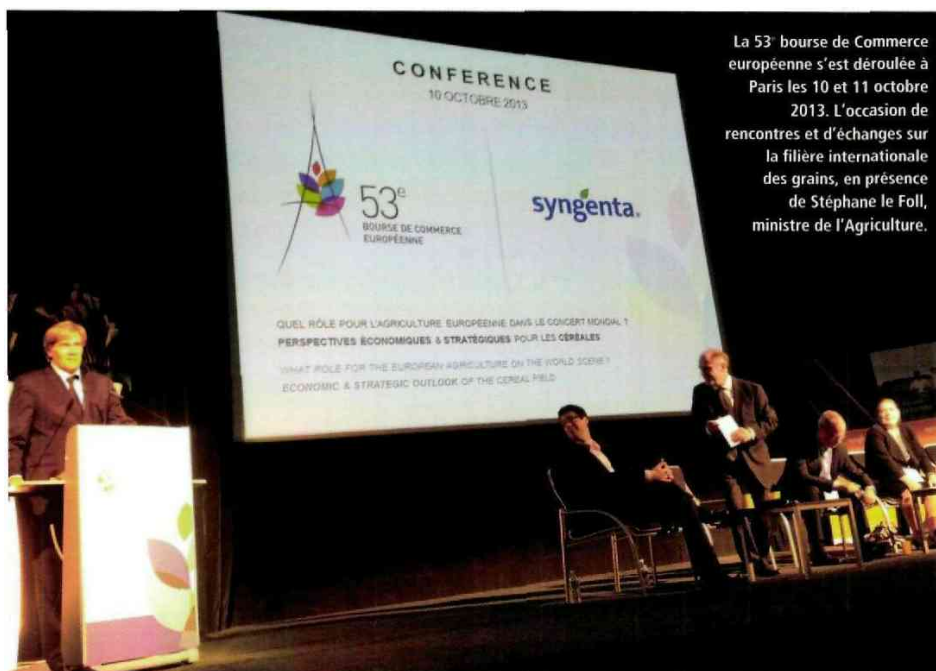 La 53e bourse de Commerce
européenne s'est déroulée à
Paris les 10 et 11 octobre
2013. L'occasion de
rencontres et d'échanges sur
la filière internationale
des grains, en présence
de Stéphane le Foll,
ministre de l'Agriculture.
CONFERENCE
10 OCTOBRE 2013
53e
BOURSE DE COMMERCE
EUROPÉENNE
syngenta.
QUEL RÔLE POUR L'AGRICULTURE EUROPÉENNE DANS LE CONCERT MONDIAL ?
PERSPECTIVES ÉCONOMIQUES & STRATÉGIQUES POUR LES CÉRÉALES
WHAT ROLE FOR THE EUROPEAN AGRICULTURE ON THE WORLD SCENE ?
ECONOMIC & STRATEGIC OUTLOOK OF THE CEREAL FIELD